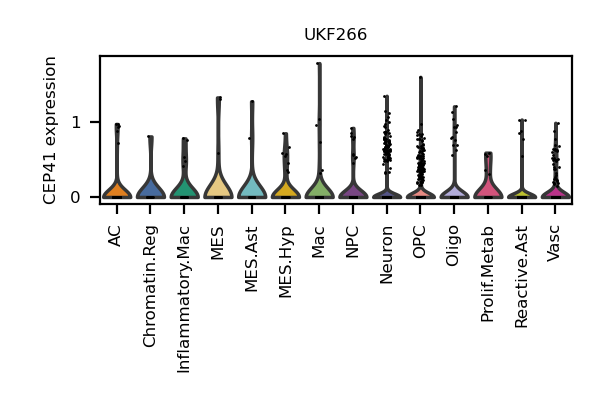 UKF266
CEP41 expression
1
0
AC
Chromatin.Reg
Inflammatory.Mac
MES
MES.Ast
MES.Hyp
Mac
NPC
Neuron
OPC
Oligo
Prolif.Metab
Reactive.Ast
Vasc